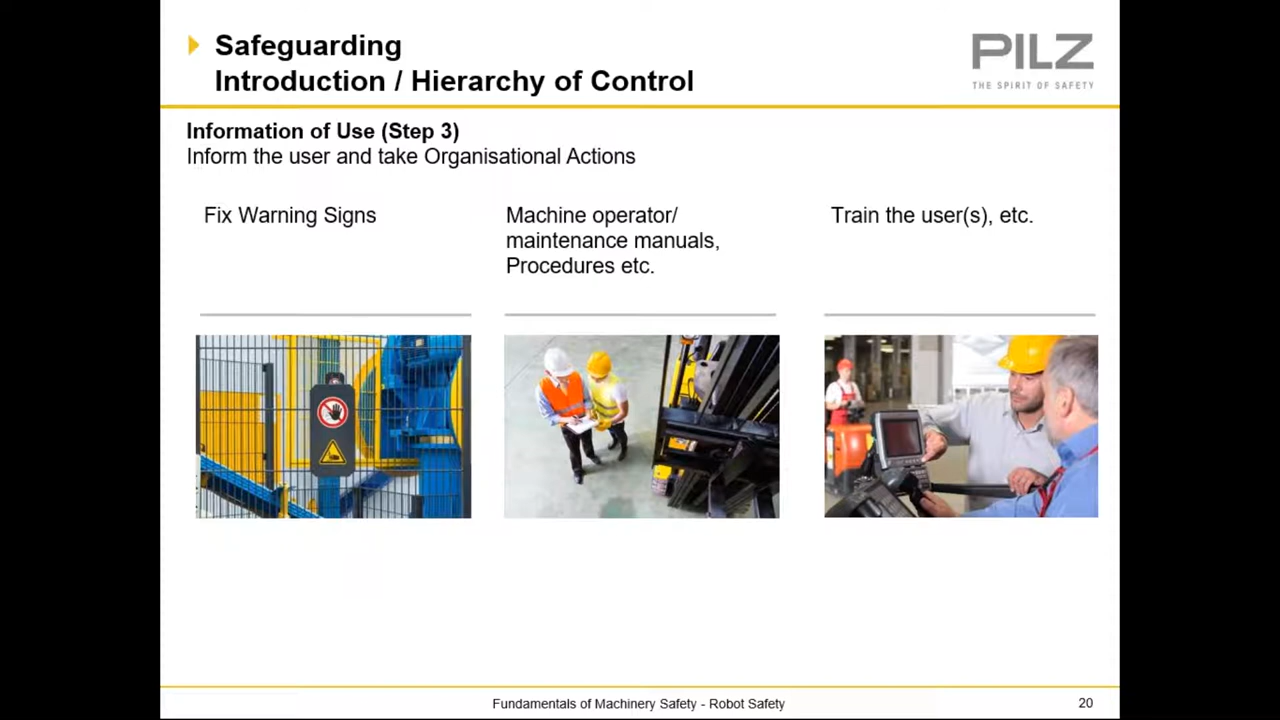 Safeguarding
Introduction / Hierarchy of Control
PILZ
THE SPIRIT OF SAFETY
Information of Use (Step 3)
Inform the user and take Organisational Actions
Fix Warning Signs
Machine operator/
maintenance manuals,
Procedures etc.
Train the user(s), etc.
Fundamentals of Machinery Safety - Robot Safety
20